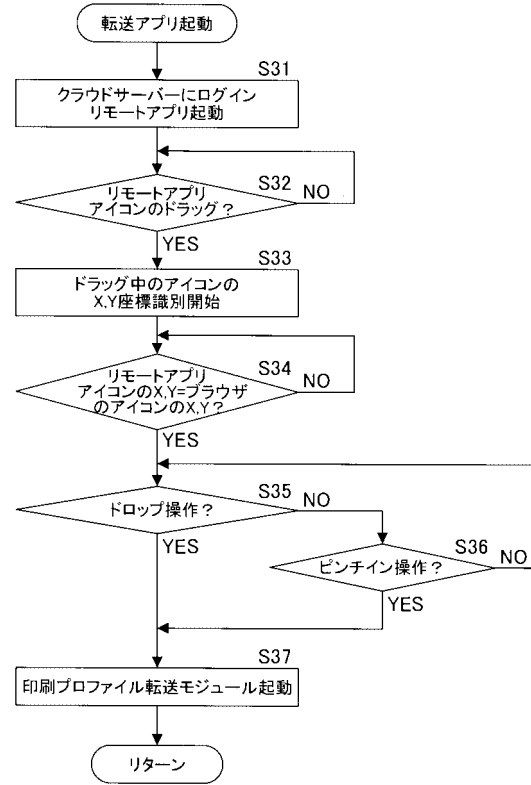 転送アプリ起動
S31
クラウドサーバーにログイン
リモートアプリ起動
S32
リモートアプリ
アイコンのドラッグ?
NO
YES
S33
ドラッグ中のアイコンの
X,Y座標識別開始
S34
リモートアプリ
アイコンのX,Y=ブラウザ
のアイコンのX,Y?
NO
YES
S35
ドロップ操作?
NO
YES
S36
ピンチイン操作?
NO
YES
S37
印刷プロファイル転送モジュール起動
リターン